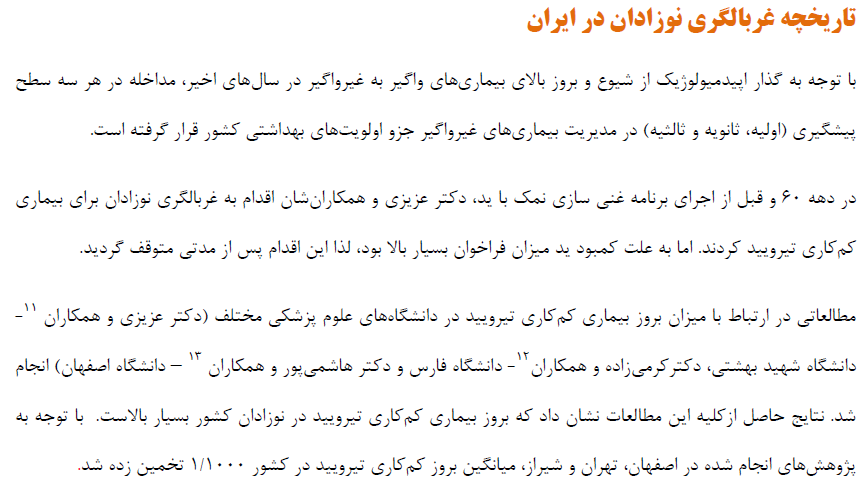 تاریخچه غربالگری نوزادان در ایران
با توجه به گذار اپیدمیولوژیک از شیوع و بروز بالای بیماری‌های واگیر به غیرواگیر در سال‌های اخیر، مداخله در هر سه سطح
پیشگیری (اولیه، ثانویه و ثالثیه) در مدیریت بیماری‌های غیرواگیر جزو اولویت‌های بهداشتی کشور قرار گرفته است.
در دهه ۶۰ و قبل از اجرای برنامه غنی سازی نمک با ید، دکتر عزیزی و همکاران‌شان اقدام به غربالگری نوزادان برای بیماری
کم‌کاری تیرویید کردند. اما به علت کمبود ید میزان فراخوان بسیار بالا بود، لذا این اقدام پس از مدتی متوقف گردید.
مطالعاتی در ارتباط با میزان بروز بیماری کم‌کاری تیرویید در دانشگاه‌های علوم پزشکی مختلف (دکتر عزیزی و همکاران ۱۱-
دانشگاه شهید بهشتی، دکترکرمی‌زاده و همکاران۱۲- دانشگاه فارس و دکتر هاشمی‌پور و همکاران ۱۳ – دانشگاه اصفهان) انجام
شد. نتایج حاصل ازکلیه این مطالعات نشان داد که بروز بیماری کم‌کاری تیرویید در نوزادان کشور بسیار بالاست. با توجه به
پژوهش‌های انجام شده در اصفهان، تهران و شیراز، میانگین بروز کم‌کاری تیرویید در کشور ۱/۱۰۰۰ تخمین زده شد.